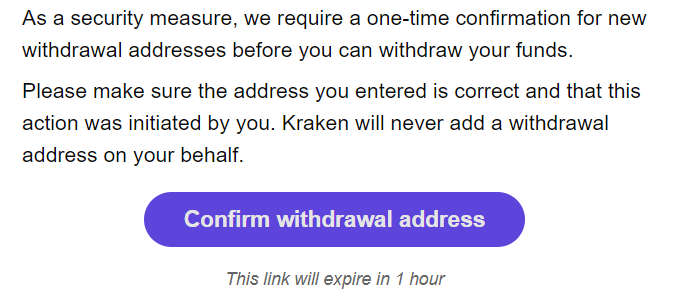 As a security measure, we require a one-time confirmation for new
withdrawal addresses before you can withdraw your funds.
Please make sure the address you entered is correct and that this
action was initiated by you. Kraken will never add a withdrawal
address on your behalf.
Confirm withdrawal address
This link will expire in 1 hour